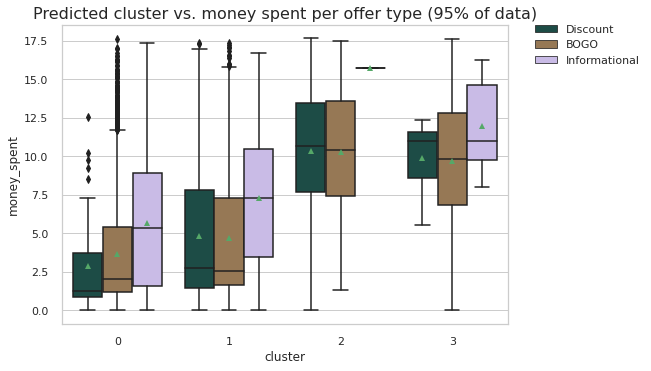 Predicted cluster vs. money spent per offer type (95% of data)
Discount
BOGO
Informational
17.5
15.0
12.5
10.0
7.5
5.0
2.5
0.0
money_spent
0 1 2 3
cluster